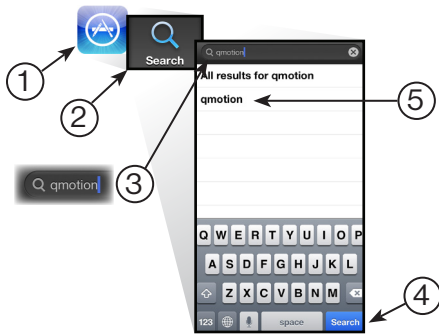 1
2
Search
qmotion
All results for qmotion
qmotion
5
3
qmotion
Q W E R T Y U I O P
A S D F G H J K L
Z X C V B N M
4
123
space
Search